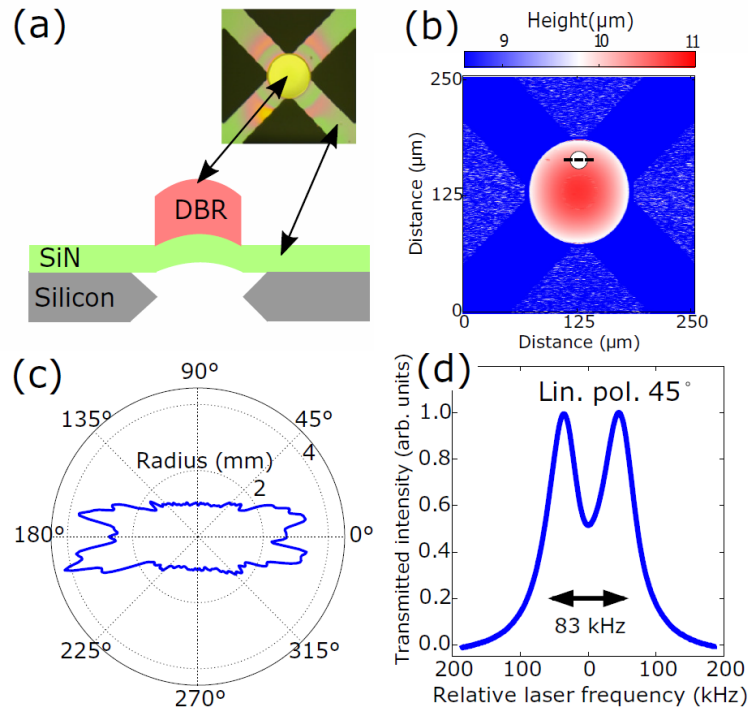 (a)
DBR
SiN
Silicon
(b)
Height(µm)
9 10 11
250
125
0
Distance (µm)
0 125 250
Distance (µm)
(c)
90°
135° 45°
4
Radius (mm)
2
180° 0°
225° 315°
270°
(d)
Lin. pol. 45°
1.0
0.8
0.6
0.4
0.2
0.0
Transmitted intensity (arb. units)
83 kHz
200 100 0 100 200
Relative laser frequency (kHz)